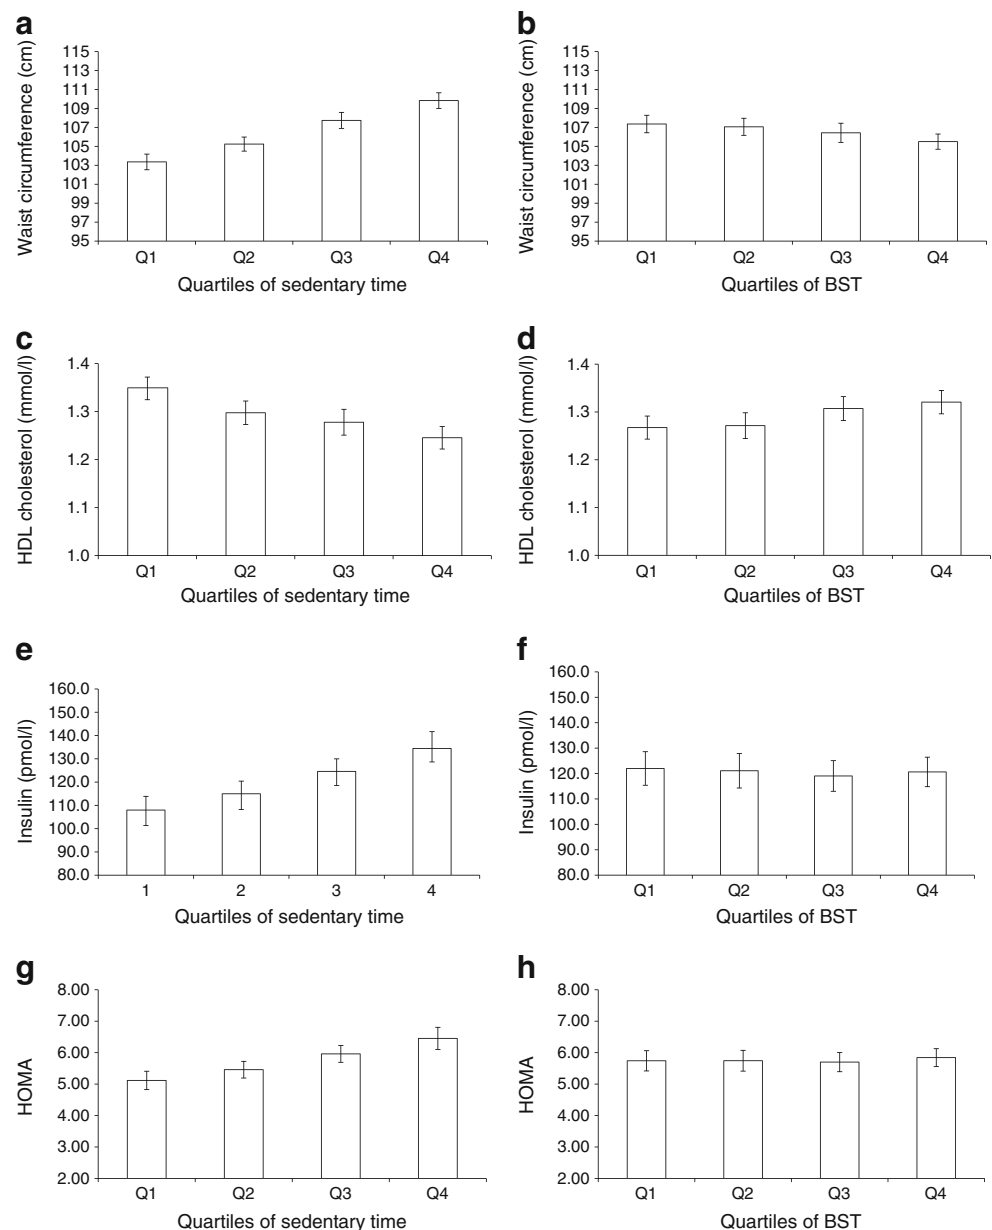 a
Waist circumference (cm)
115
113
111
109
107
105
103
101
99
97
95
Q1 Q2 Q3 Q4
Quartiles of sedentary time
b
Waist circumference (cm)
115
113
111
109
107
105
103
101
99
97
95
Q1 Q2 Q3 Q4
Quartiles of BST
c
HDL cholesterol (mmol/l)
1.4
1.3
1.2
1.1
1.0
Q1 Q2 Q3 Q4
Quartiles of sedentary time
d
HDL cholesterol (mmol/l)
1.4
1.3
1.2
1.1
1.0
Q1 Q2 Q3 Q4
Quartiles of BST
e
Insulin (pmol/l)
160.0
150.0
140.0
130.0
120.0
110.0
100.0
90.0
80.0
1 2 3 4
Quartiles of sedentary time
f
Insulin (pmol/l)
160.0
150.0
140.0
130.0
120.0
110.0
100.0
90.0
80.0
Q1 Q2 Q3 Q4
Quartiles of BST
g
HOMA
8.00
7.00
6.00
5.00
4.00
3.00
2.00
Q1 Q2 Q3 Q4
Quartiles of sedentary time
h
HOMA
8.00
7.00
6.00
5.00
4.00
3.00
2.00
Q1 Q2 Q3 Q4
Quartiles of BST